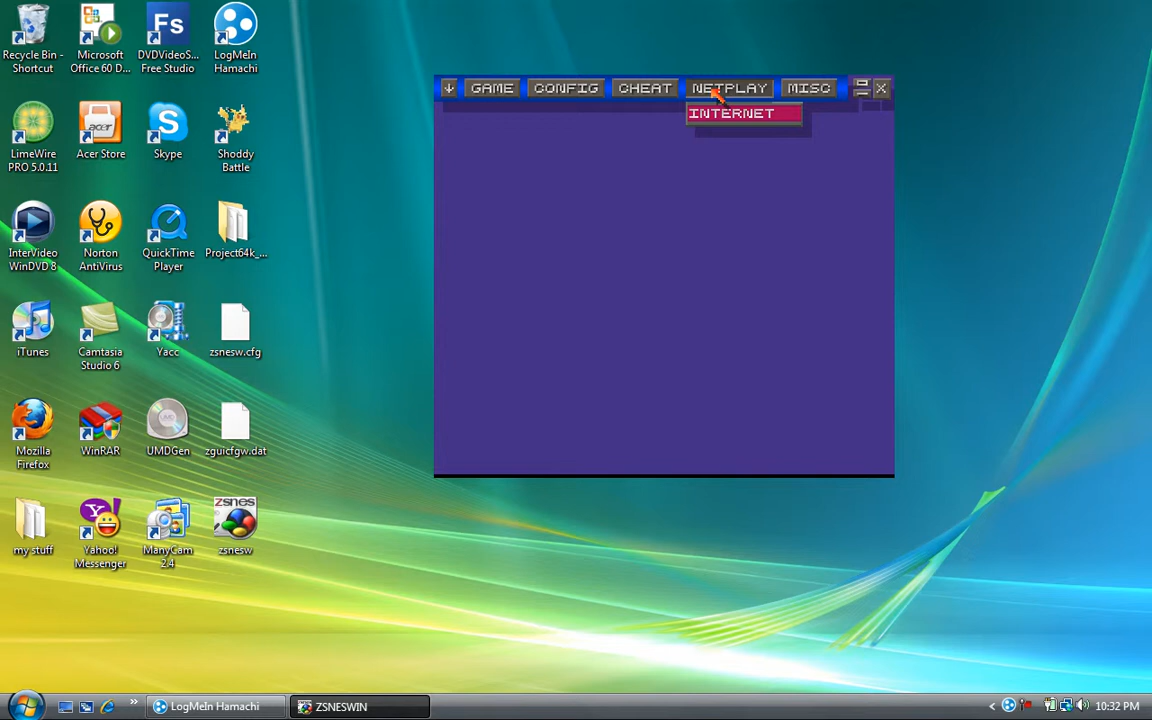 Recycle Bin -
Shortcut
Microsoft
Office 60 D...
Fs
DVDVideoS...
Free Studio
LogMeIn
Hamachi
LimeWire
PRO 5.0.11
acer
Acer Store
Skype
Shoddy
Battle
InterVideo
WinDVD 8
Norton
AntiVirus
QuickTime
Player
Project64k_...
iTunes
Camtasia
Studio 6
Yacc
zsnesw.cfg
Mozilla
Firefox
WinRAR
UMDGen
zguicfgw.dat
my stuff
Yahoo!
Messenger
ManyCam
2.4
zsnes
zsnesw
GAME
CONFIG
CHEAT
NETPLAY
MISC
X
INTERNET
LogMeIn Hamachi
ZSNESWIN
10:32 PM